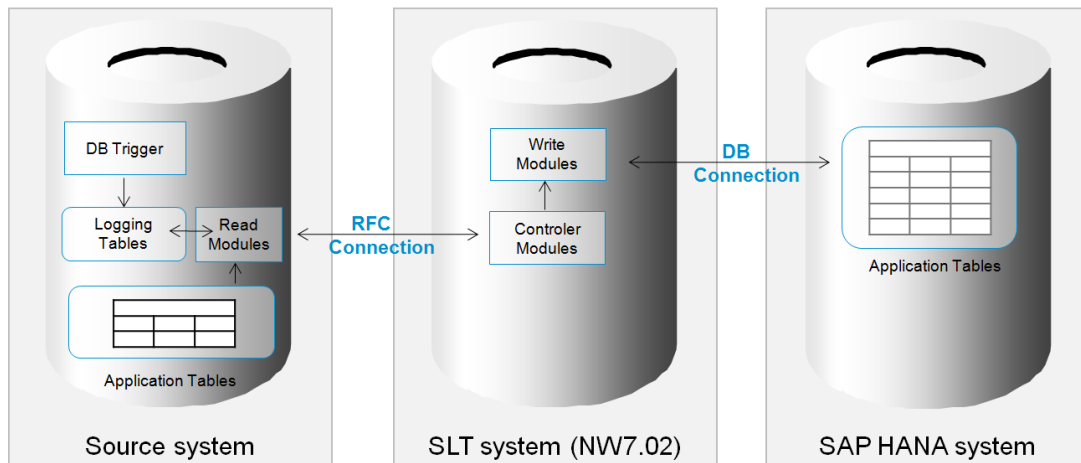 DB Trigger
Logging
Tables
Read
Modules
Application Tables
Source system
RFC
Connection
Write
Modules
Controler
Modules
SLT system (NW7.02)
DB
Connection
Application Tables
SAP HANA system